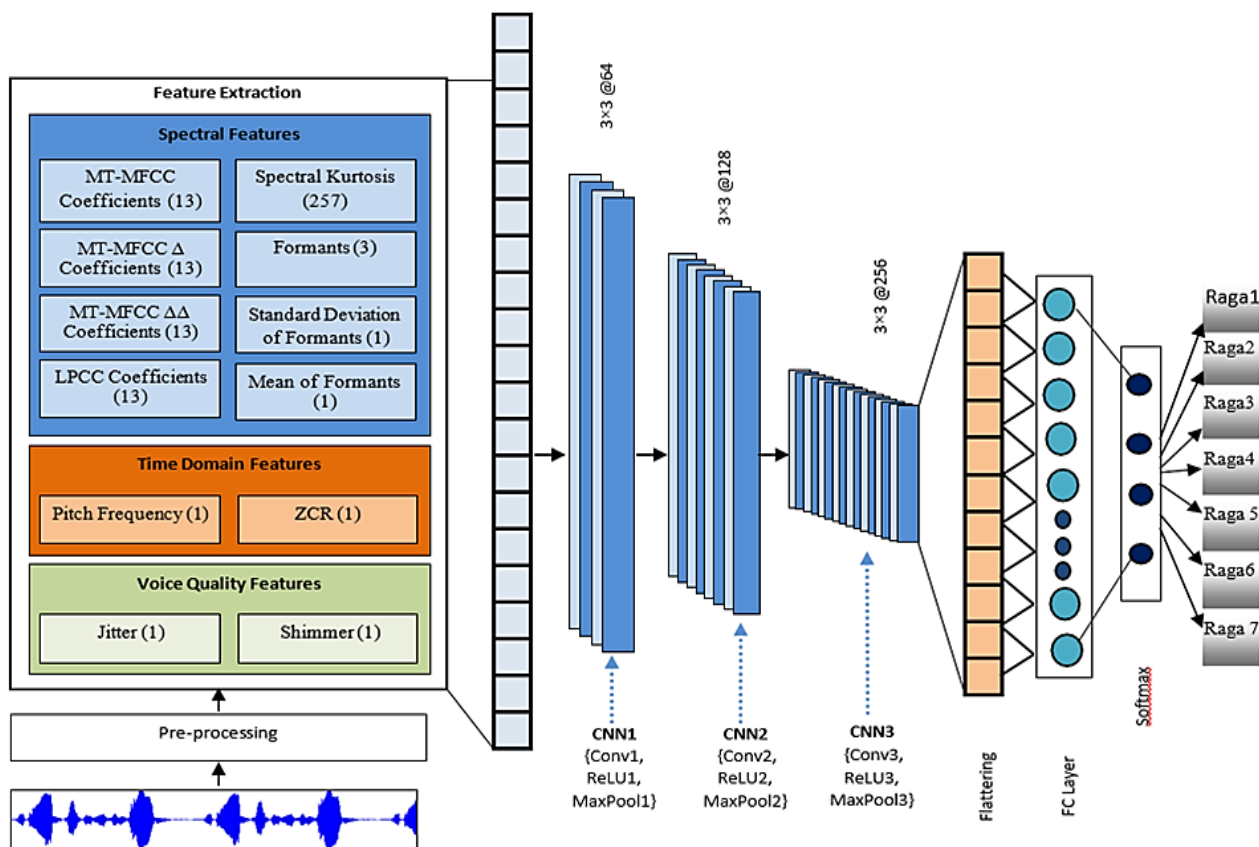 Feature Extraction
Spectral Features
MT-MFCC
Coefficients (13)
Spectral Kurtosis
(257)
MT-MFCC Δ
Coefficients (13)
Formants (3)
MT-MFCC ΔΔ
Coefficients (13)
Standard Deviation
of Formants (1)
LPCC Coefficients
(13)
Mean of Formants
(1)
Time Domain Features
Pitch Frequency (1)
ZCR (1)
Voice Quality Features
Jitter (1)
Shimmer (1)
Pre-processing
3×3 @64
3×3 @128
3×3 @256
CNN1
{Conv1,
ReLU1,
MaxPool1}
CNN2
{Conv2,
ReLU2,
MaxPool2}
CNN3
{Conv3,
ReLU3,
MaxPool3}
Flattering
FC Layer
Softmax
Raga1
Raga2
Raga3
Raga4
Raga 5
Raga6
Raga 7